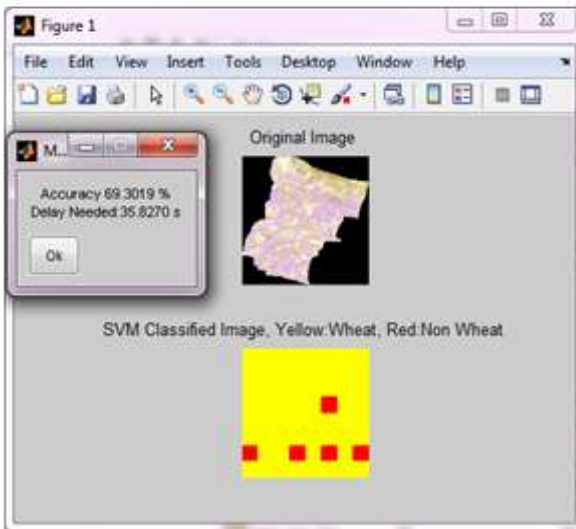 Figure 1
File Edit View Insert Tools Desktop Window Help
M...
Accuracy 69.3019 %
Delay Needed:35.8270 s
Ok
Original Image
SVM Classified Image, Yellow:Wheat, Red:Non Wheat